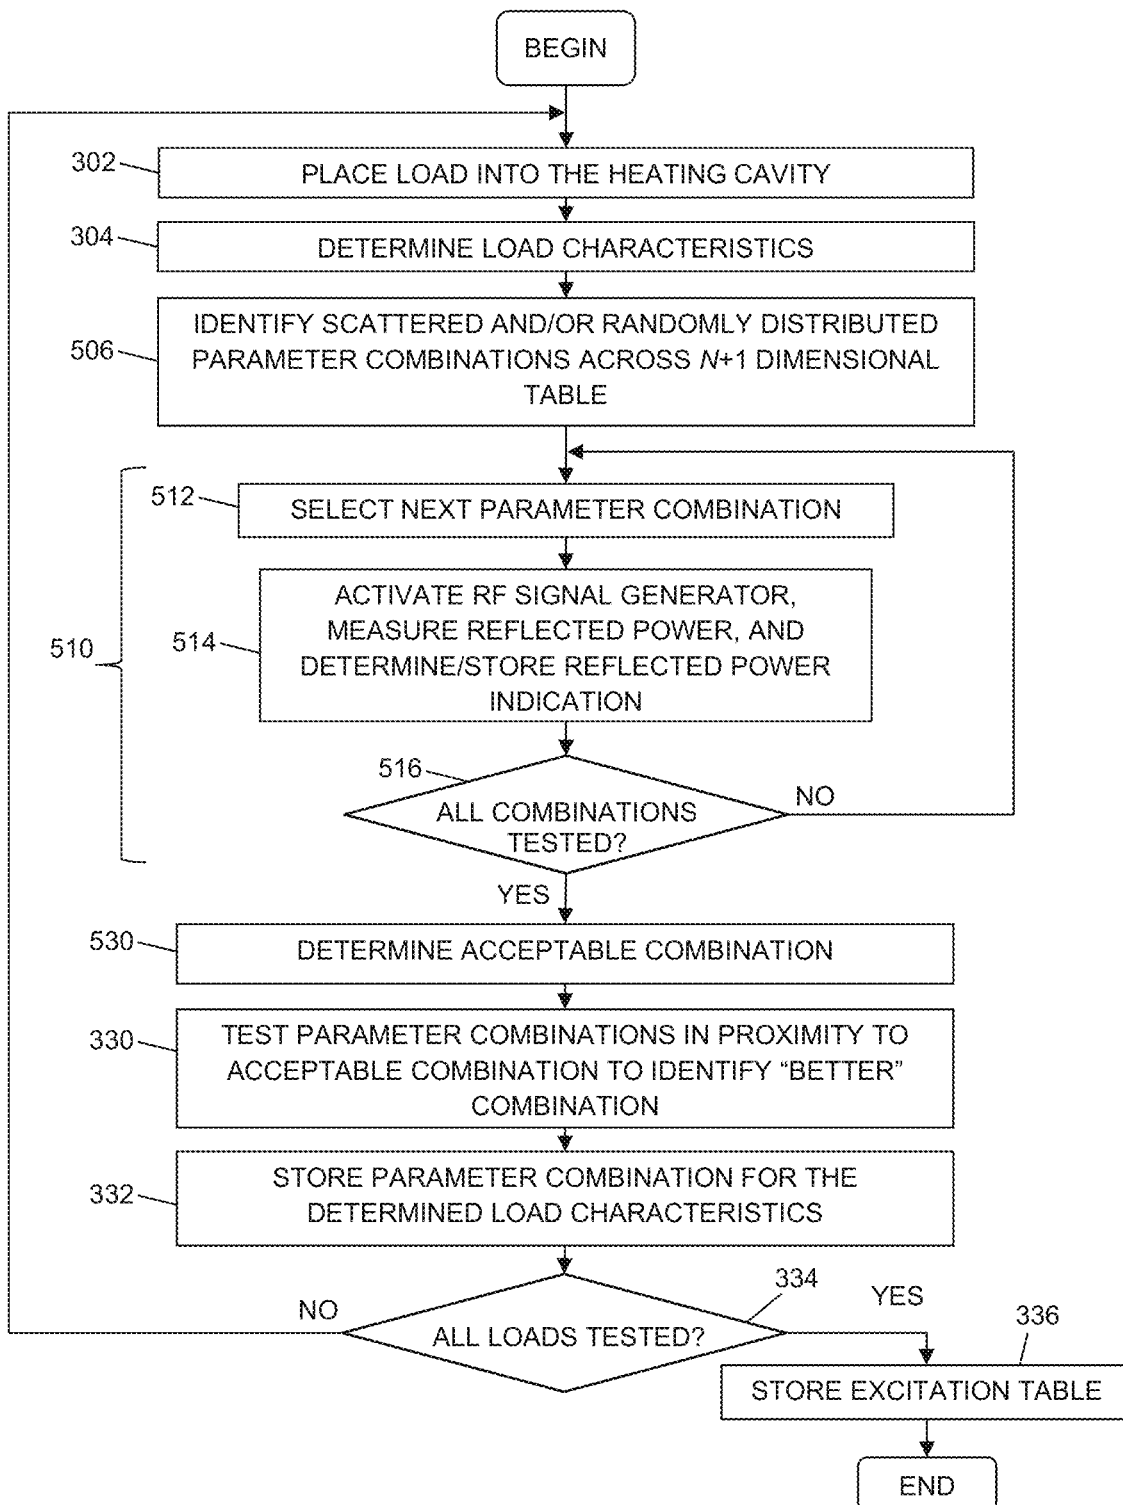 BEGIN
302
PLACE LOAD INTO THE HEATING CAVITY
304
DETERMINE LOAD CHARACTERISTICS
506
IDENTIFY SCATTERED AND/OR RANDOMLY DISTRIBUTED
PARAMETER COMBINATIONS ACROSS N+1 DIMENSIONAL
TABLE
510
512
SELECT NEXT PARAMETER COMBINATION
514
ACTIVATE RF SIGNAL GENERATOR,
MEASURE REFLECTED POWER, AND
DETERMINE/STORE REFLECTED POWER
INDICATION
516
ALL COMBINATIONS
TESTED?
NO
YES
530
DETERMINE ACCEPTABLE COMBINATION
330
TEST PARAMETER COMBINATIONS IN PROXIMITY TO
ACCEPTABLE COMBINATION TO IDENTIFY “BETTER”
COMBINATION
332
STORE PARAMETER COMBINATION FOR THE
DETERMINED LOAD CHARACTERISTICS
334
NO
ALL LOADS TESTED?
YES
336
STORE EXCITATION TABLE
END